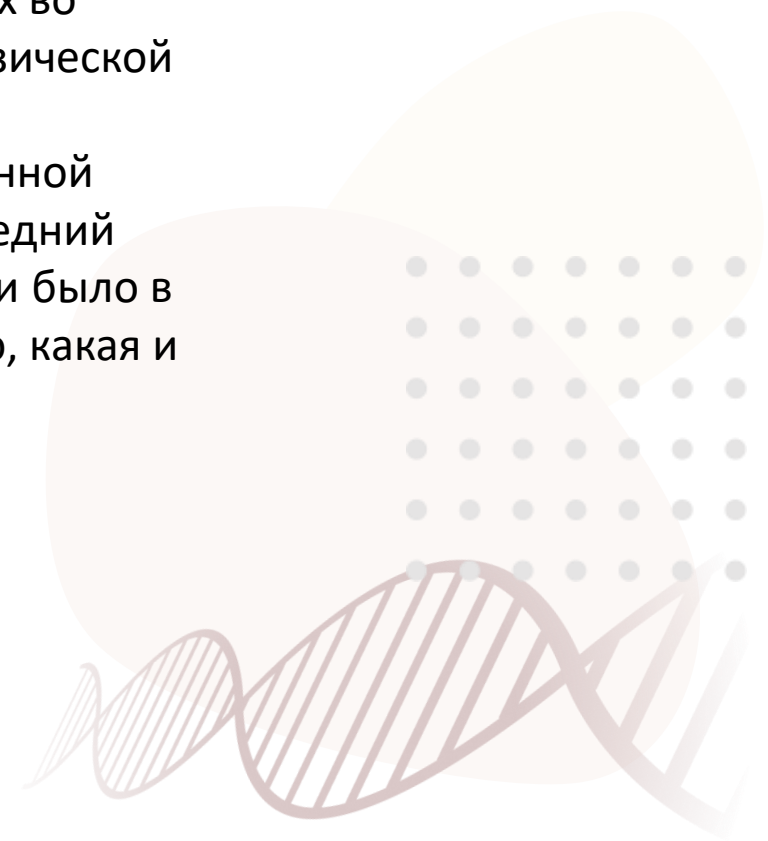 х во
зической
нной
едний
и было в
о, какая и